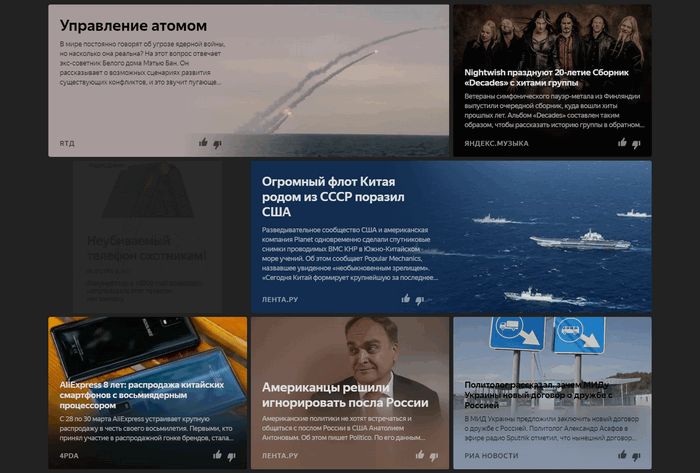 Управление атомом
В мире постоянно говорят об угрозе ядерной войны,
но насколько она реальна? На этот вопрос отвечает
экс-советник Белого дома Мэтью Бан. Он
рассказывает о возможных сценариях развития
существующих конфликтов, и это звучит пугающе...
RТД
Nightwish празднуют 20-летие Сборник
«Decades» с хитами группы
Ветераны симфонического пауэр-метала из Финляндии
выпустили очередной сборник, куда вошли хиты
прошлых лет. Альбом «Decades» составлен таким
образом, чтобы рассказать историю группы в обратном...
ЯНДЕКС.МУЗЫКА
Неубиваемый
телефон охотникам!
Огромный флот Китая
родом из СССР поразил
США
Разведывательное сообщество США и американская
компания Planet одновременно сделали спутниковые
снимки проводимых ВМС КНР в Южно-Китайском
море учений. Об этом сообщает Popular Mechanics,
назвавшее увиденное «необыкновенным зрелищем».
«Сегодня Китай формирует крупнейшую за последнее...
ЛЕНТА.РУ
AliExpress 8 лет: распродажа китайских
смартфонов с восьмиядерным
процессором
С 28 по 30 марта AliExpress устраивает крупную
распродажу в честь своего восьмилетия. Первыми, кто
принял участие в распродажной гонке брендов, стала...
4PDA
Американцы решили
игнорировать посла России
Американские политики не хотят встречаться и
общаться с послом России в США Анатолием
Антоновым. Об этом пишет Politico. По его данным...
ЛЕНТА.РУ
Политолог рассказал, зачем МИДу
Украины новый договор о дружбе с
Россией
В МИД Украины предложили заключить новый договор
о дружбе с Россией. Политолог Александр Асафов в
эфире радио Sputnik отметил, что нынешний договор...
РИА НОВОСТИ